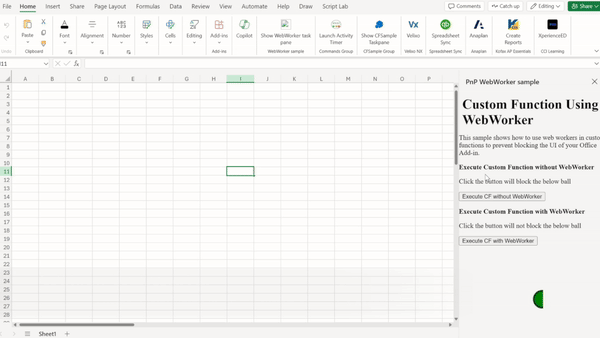 File Home Insert Share Page Layout Formulas Data Review View Automate Help Draw Script Lab
Comments Catch up Editing Share
Paste Font Alignment Number Styles Cells Editing Add-ins Copilot Show WebWorker task pane Launch Activity Timer Show CFSample Taskpane Veloxo fill Spreadsheet Sync Anaplan Create Report XperienceED
Clipboard Add-ins WebWorker sample Commands Group CFSample Group Veloxo Spreadsheet Sync Anaplan Kebo AP Essentials CCI Learning
I11
fx
PnP WebWorker sample
A B C D E F G H I J K L M N O P
Custom Function Using
WebWorker
This sample shows how to use web workers in custo
functions to prevent blocking the UI of your Office
Add-in.
Execute Custom Function without WebWorker
Click the button will block the below ball
Execute CF without WebWorker
Execute Custom Function with WebWorker
Click the button will not block the below ball
Execute CF with WebWorker
1
2
3
4
5
6
7
8
9
10
11
12
13
14
15
16
17
18
19
20
21
22
23
24
25
26
27
28
Sheet1